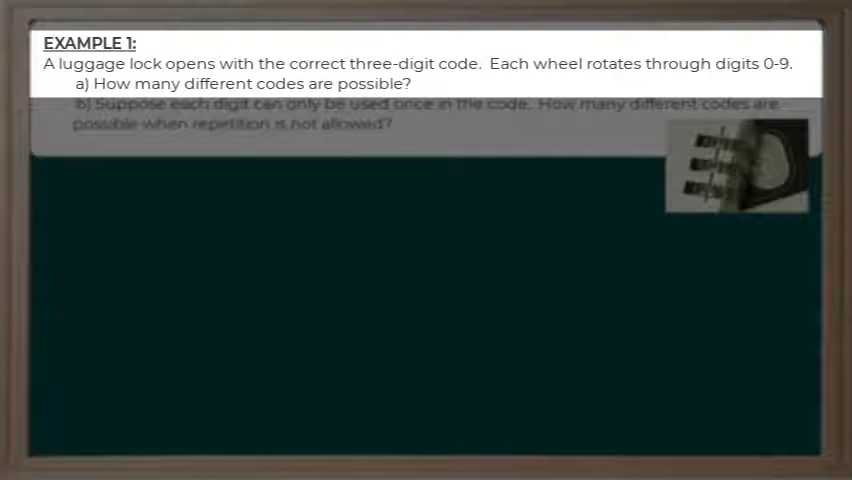 EXAMPLE 1:
A luggage lock opens with the correct three-digit code. Each wheel rotates through digits 0-9.
a) How many different codes are possible?
b) Suppose each digit can only be used once in the code. How many different codes are
possible when repetition is not allowed?